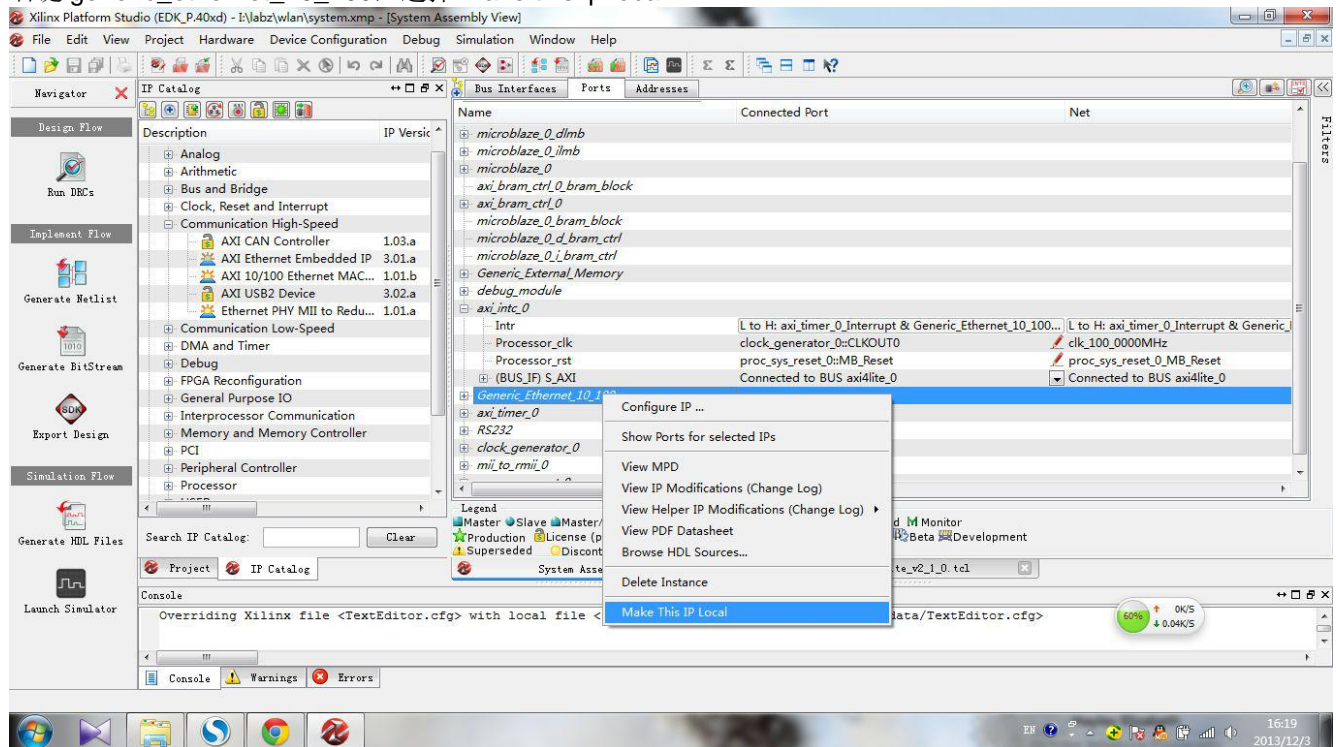 Xilinx Platform Studio (EDK_P.40xd) - I:\labz\wlan\system.xmp - [System Assembly View]
File Edit View Project Hardware Device Configuration Debug Simulation Window Help
Navigator
Design Flow
Run DRCs
Implement Flow
Generate Netlist
Generate BitStream
SDK
Export Design
Simulation Flow
Generate HDL Files
Launch Simulator
IP Catalog
Description IP Versic
Analog
Arithmetic
Bus and Bridge
Clock, Reset and Interrupt
Communication High-Speed
AXI CAN Controller 1.03.a
AXI Ethernet Embedded IP 3.01.a
AXI 10/100 Ethernet MAC... 1.01.b
AXI USB2 Device 3.02.a
Ethernet PHY MII to Redu... 1.01.a
Communication Low-Speed
DMA and Timer
Debug
FPGA Reconfiguration
General Purpose IO
Interprocessor Communication
Memory and Memory Controller
PCI
Peripheral Controller
Processor
Search IP Catalog: Clear
Project IP Catalog
Bus Interfaces Ports Addresses
Name Connected Port Net
microblaze_0_dlmb
microblaze_0_ilmb
microblaze_0
axi_bram_ctrl_0_bram_block
axi_bram_ctrl_0
microblaze_0_bram_block
microblaze_0_d_bram_ctrl
microblaze_0_i_bram_ctrl
Generic_External_Memory
debug_module
axi_intc_0
Intr L to H: axi_timer_0_Interrupt & Generic_Ethernet_10_100... L to H: axi_timer_0_Interrupt & Generic_
Processor_clk clock_generator_0::CLKOUT0 clk_100_0000MHz
Processor_rst proc_sys_reset_0::MB_Reset proc_sys_reset_0_MB_Reset
(BUS_IF) S_AXI Connected to BUS axi4lite_0 Connected to BUS axi4lite_0
Generic_Ethernet_10_100
axi_timer_0
RS232
clock_generator_0
mii_to_rmii_0
Configure IP ...
Show Ports for selected IPs
View MPD
View IP Modifications (Change Log)
View Helper IP Modifications (Change Log)
View PDF Datasheet
Browse HDL Sources...
Delete Instance
Make This IP Local
Filters
Legend
Master Slave Master/ d M Monitor
Production License (p Beta Development
Superseded Discont
System Asse te_v2_1_0.tcl
Console
Overriding Xilinx file <TextEditor.cfg> with local file < ata/TextEditor.cfg>
60% 0K/S
0.04K/S
Console Warnings Errors
EN 16:19
2013/12/3